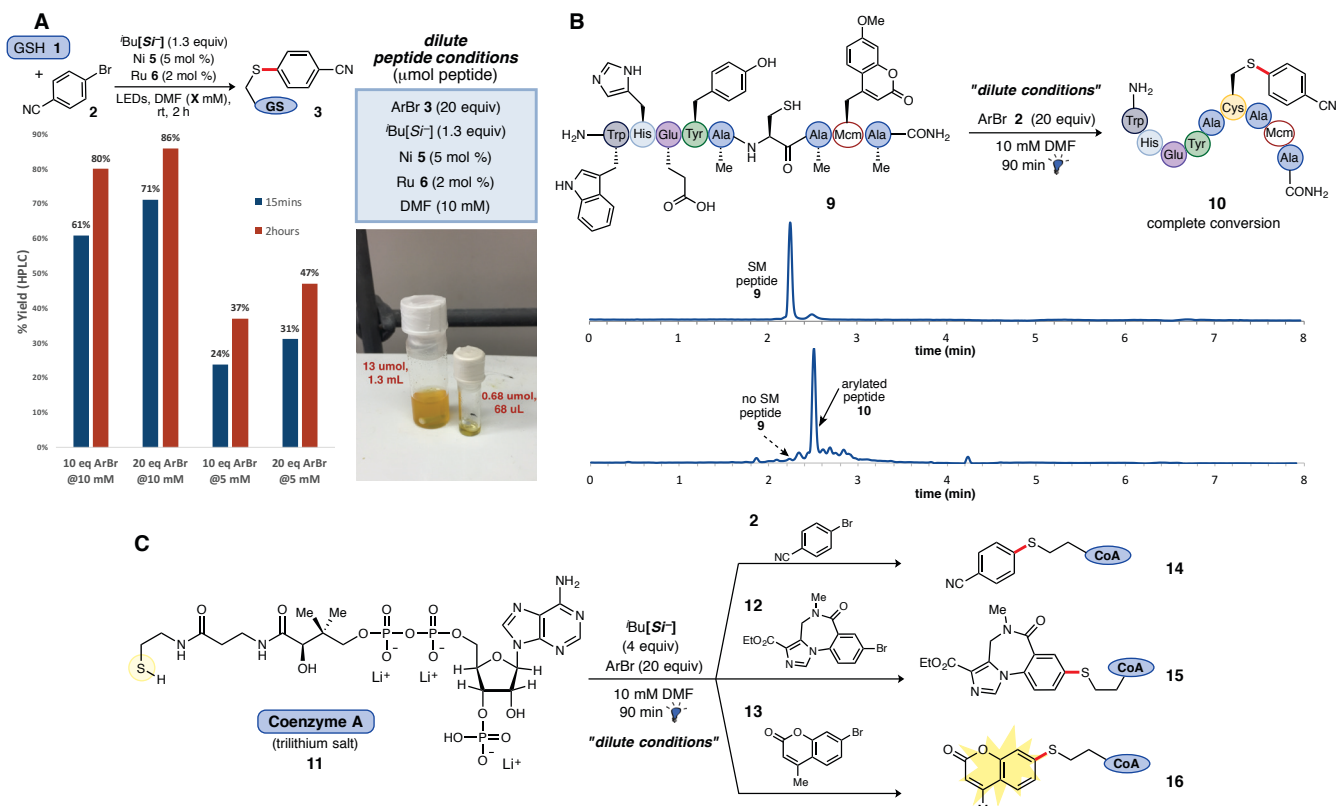 A
GSH 1
+
Br
NC
2
iBu[Si–] (1.3 equiv)
Ni 5 (5 mol %)
Ru 6 (2 mol %)
LEDs, DMF (X mM),
rt, 2 h
S
CN
GS
3
dilute
peptide conditions
(μmol peptide)
ArBr 3 (20 equiv)
iBu[Si–] (1.3 equiv)
Ni 5 (5 mol %)
Ru 6 (2 mol %)
DMF (10 mM)
% Yield (HPLC)
90%
80%
70%
60%
50%
40%
30%
20%
10%
0%
15mins
2hours
61%
80%
71%
86%
24%
37%
31%
47%
10 eq ArBr
@10 mM
20 eq ArBr
@10 mM
10 eq ArBr
@5 mM
20 eq ArBr
@5 mM
13 umol,
1.3 mL
0.68 umol,
68 uL
B
N
NH
OH
OMe
SH
O
O
H2N
Trp
His
Glu
Tyr
Ala
N
H
O
Ala
Mcm
Ala
CONH2
Me
Me
Me
HN
O
OH
9
"dilute conditions"
ArBr 2 (20 equiv)
10 mM DMF
90 min
NH2
Trp
His
Glu
Tyr
Ala
Cys
Ala
Mcm
Ala
CONH2
S
CN
10
complete conversion
SM
peptide
9
0 1 2 3 4 5 6 7 8
time (min)
no SM
peptide
9
arylated
peptide
10
0 1 2 3 4 5 6 7 8
time (min)
C
S
H
N
H
O
N
H
O
Me
Me
OH
O
P
O
O–
Li+
O
P
O
O–
Li+
O
NH2
N
N
N
N
O
H
H
H
H
O
OH
HO
P
O
O–
Li+
Coenzyme A
(trilithium salt)
11
iBu[Si–]
(4 equiv)
ArBr (20 equiv)
10 mM DMF
90 min
"dilute conditions"
2
Br
NC
12
Me
N
O
EtO2C
N
N
Br
13
O
O
Br
Me
S
CoA
NC
14
Me
N
O
EtO2C
N
N
S
CoA
15
O
O
S
CoA
16